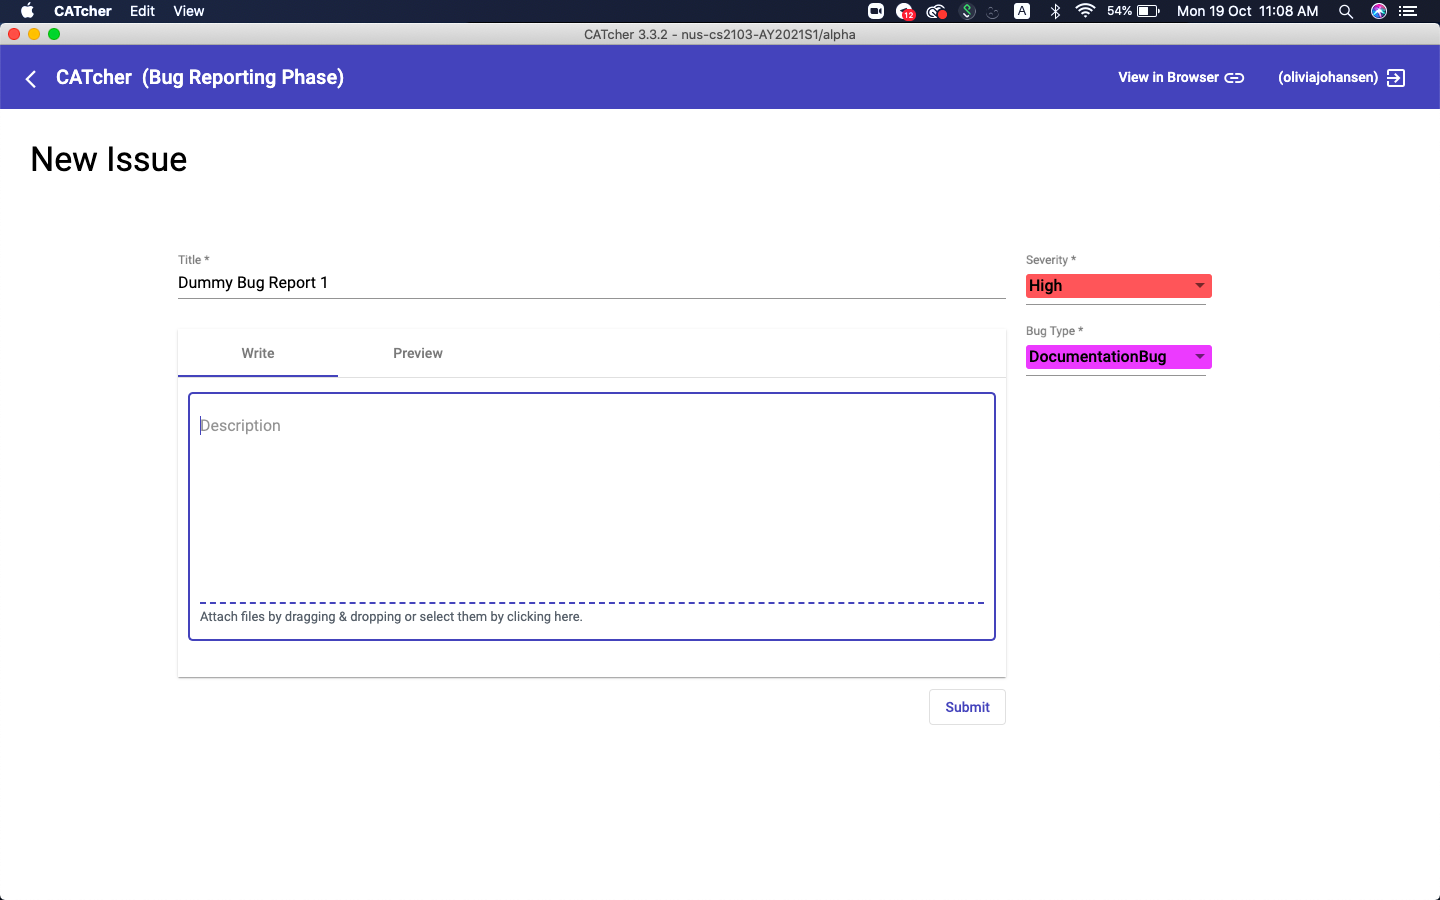 CATcher Edit View 12 A 54% Mon 19 Oct 11:08 AM
CATcher 3.3.2 - nus-cs2103-AY2021S1/alpha
CATcher (Bug Reporting Phase) View in Browser (oliviajohansen)
New Issue
Title * Severity *
Dummy Bug Report 1 High
Bug Type *
Write Preview DocumentationBug
Description
Attach files by dragging & dropping or select them by clicking here.
Submit